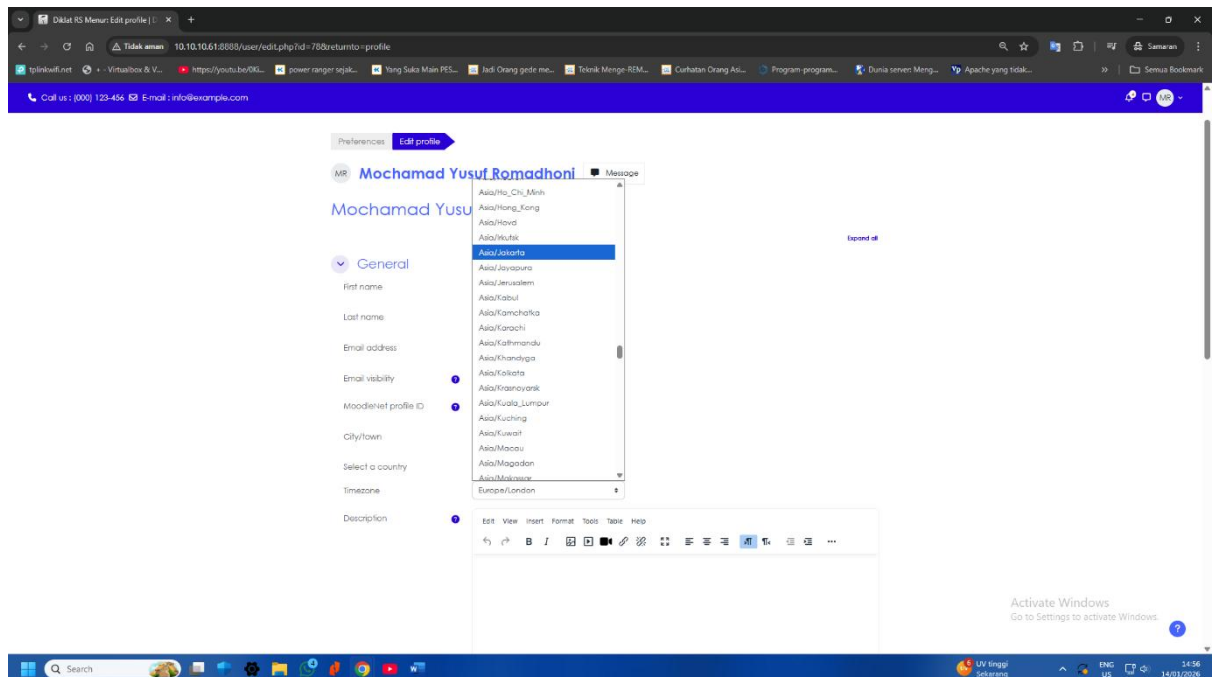 Diklat RS Menur: Edit profile | D
Tidak aman
10.10.10.61:8888/user/edit.php?id=788&returnto=profile
Samaran
tplinkwifi.net
+ - Virtualbox & V...
https://youtu.be/0Ki...
power ranger sejak...
Yang Suka Main PES...
Jadi Orang gede me...
Teknik Menge-REM...
Curhatan Orang Asi...
Program-program...
Dunia serven Meng...
Apache yang tidak...
»
Semua Bookmark
Call us : (000) 123-456 E-mail : info@example.com
MR
Preferences
Edit profile
MR Mochamad Yusuf Romadhoni
Message
Mochamad Yusu
Expand all
General
First name
Last name
Email address
Email visibility
MoodleNet profile ID
City/town
Select a country
Timezone
Asia/Ho_Chi_Minh
Asia/Hong_Kong
Asia/Hovd
Asia/Irkutsk
Asia/Jakarta
Asia/Jayapura
Asia/Jerusalem
Asia/Kabul
Asia/Kamchatka
Asia/Karachi
Asia/Kathmandu
Asia/Khandyga
Asia/Kolkata
Asia/Krasnoyarsk
Asia/Kuala_Lumpur
Asia/Kuching
Asia/Kuwait
Asia/Macau
Asia/Magadan
Asia/Makassar
Europe/London
Description
Edit View Insert Format Tools Table Help
B I
Activate Windows
Go to Settings to activate Windows.
Search
UV tinggi
Sekarang
ENG
US
14:56
14/01/2026